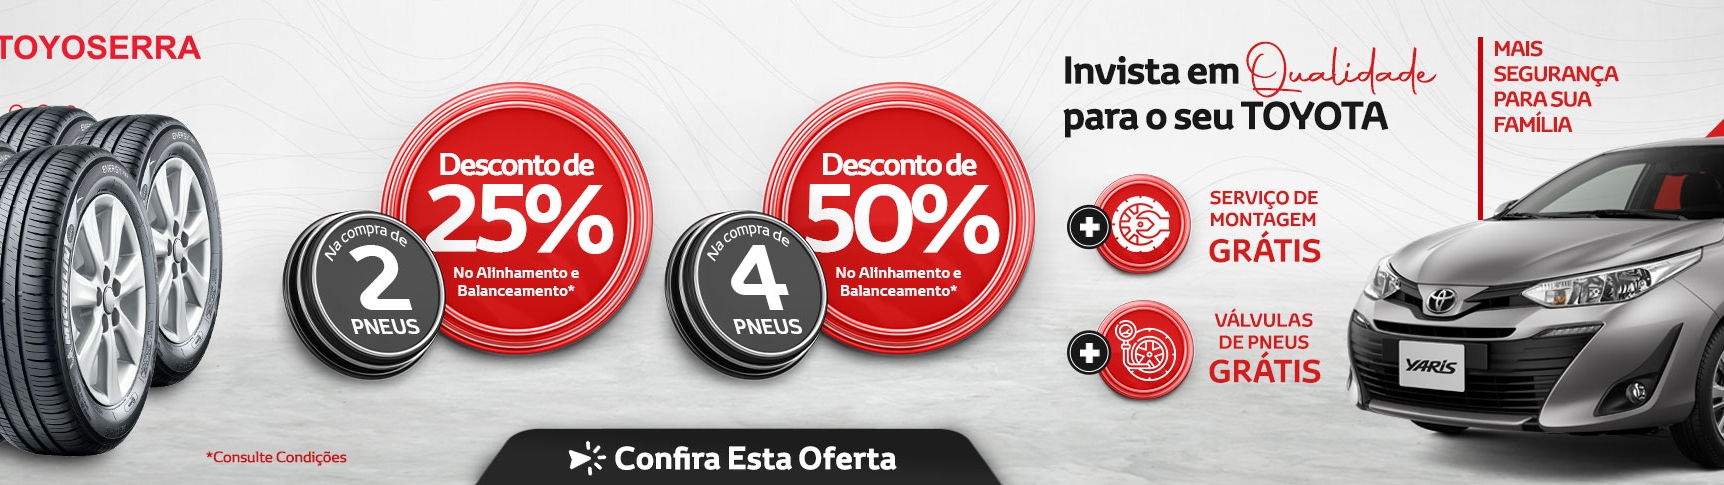 TOYOSERRA
Desconto de
25%
No Alinhamento e
Balanceamento*
Na compra de
2
PNEUS
Desconto de
50%
No Alinhamento e
Balanceamento*
Na compra de
4
PNEUS
Invista em Qualidade
para o seu TOYOTA
SERVIÇO DE
MONTAGEM
GRÁTIS
VÁLVULAS
DE PNEUS
GRÁTIS
MAIS
SEGURANÇA
PARA SUA
FAMÍLIA
YARIS
MICHELIN
*Consulte Condições
Confira Esta Oferta